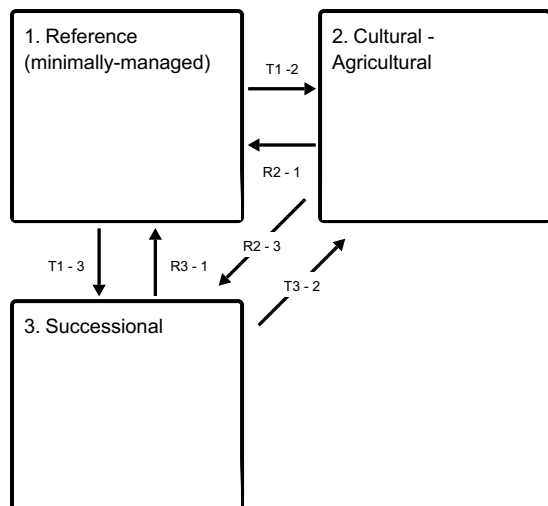 1. Reference
(minimally-managed)
2. Cultural -
Agricultural
T1 -2
R2 - 1
T1 - 3
R3 - 1
R2 - 3
T3 - 2
3. Successional